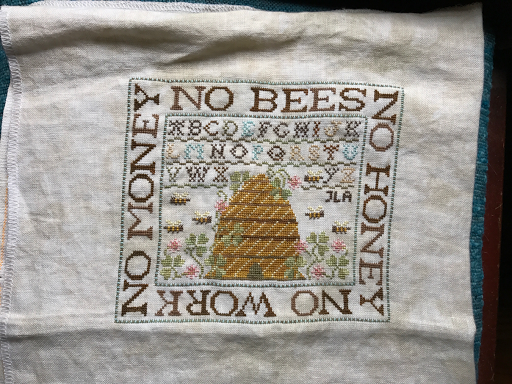 NO BEES
NO HONEY
NO WORK
NO MONEY
ABCDEFGHIJK
LMNOPQRSTU
VWX YZ
JLA